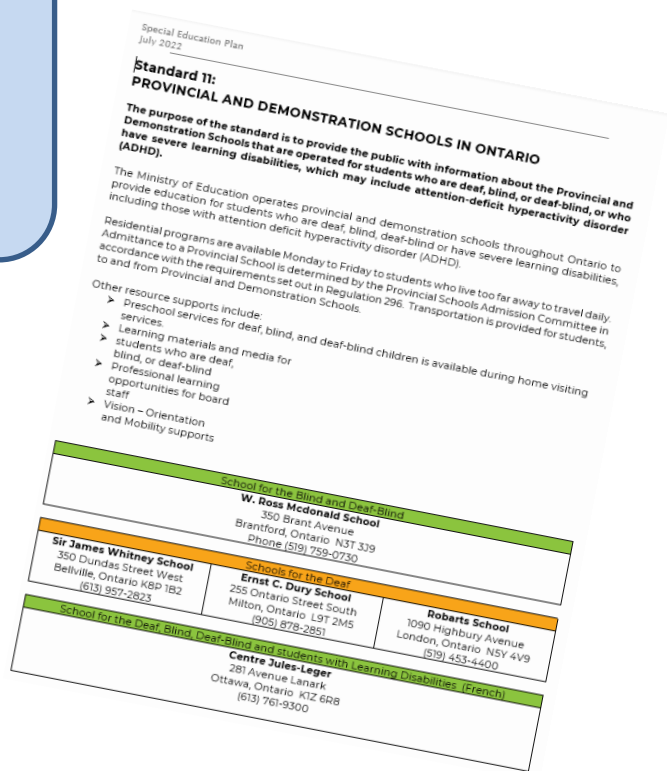 Special Education Plan
July 2022
Standard 11:
PROVINCIAL AND DEMONSTRATION SCHOOLS IN ONTARIO
The purpose of the standard is to provide the public with information about the Provincial and
Demonstration Schools that are operated for students who are deaf, blind, or deaf-blind, or who
have severe learning disabilities, which may include attention-deficit hyperactivity disorder
(ADHD).
The Ministry of Education operates provincial and demonstration schools throughout Ontario to
provide education for students who are deaf, blind, deaf-blind or have severe learning disabilities,
including those with attention deficit hyperactivity disorder (ADHD).
Residential programs are available Monday to Friday to students who live too far away to travel daily.
Admittance to a Provincial School is determined by the Provincial Schools Admission Committee in
accordance with the requirements set out in Regulation 296. Transportation is provided for students,
to and from Provincial and Demonstration Schools.
Other resource supports include:
➢ Preschool services for deaf, blind, and deaf-blind children is available during home visiting
services.
➢ Learning materials and media for
➢ students who are deaf,
blind, or deaf-blind
➢ Professional learning
opportunities for board
staff
➢ Vision – Orientation
and Mobility supports
School for the Blind and Deaf-Blind
W. Ross Mcdonald School
350 Brant Avenue
Brantford, Ontario N3T 3J9
Phone (519) 759-0730
Schools for the Deaf
Sir James Whitney School
350 Dundas Street West
Bellville, Ontario K8P 1B2
(613) 957-2823
Ernst C. Dury School
255 Ontario Street South
Milton, Ontario L9T 2M5
(905) 878-2851
Robarts School
1090 Highbury Avenue
London, Ontario N5Y 4V9
(519) 453-4400
School for the Deaf, Blind, Deaf-Blind and students with Learning Disabilities (French)
Centre Jules-Leger
281 Avenue Lanark
Ottawa, Ontario K1Z 6R8
(613) 761-9300